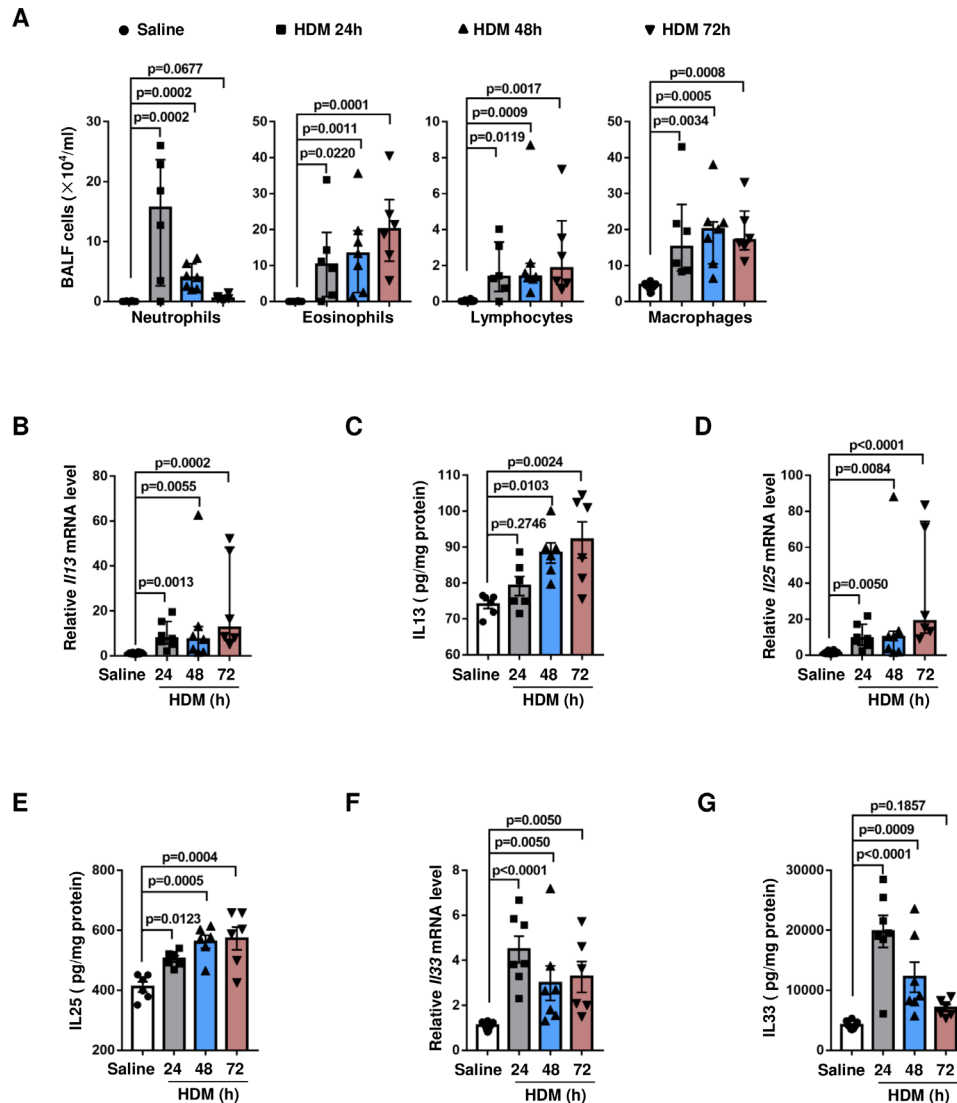 A
Saline HDM 24h HDM 48h HDM 72h
p=0.0677
p=0.0002
p=0.0002
BALF cells (×10⁴/ml)
30
20
10
0
Neutrophils
p=0.0001
p=0.0011
p=0.0220
50
40
30
20
10
0
Eosinophils
p=0.0017
p=0.0009
p=0.0119
10
8
6
4
2
0
Lymphocytes
p=0.0008
p=0.0005
p=0.0034
50
40
30
20
10
0
Macrophages
B
p=0.0002
p=0.0055
p=0.0013
Relative Il13 mRNA level
80
60
40
20
0
Saline 24 48 72
HDM (h)
C
p=0.0024
p=0.0103
p=0.2746
IL13 (pg/mg protein)
110
100
90
80
70
60
Saline 24 48 72
HDM (h)
D
p<0.0001
p=0.0084
p=0.0050
Relative Il25 mRNA level
100
80
60
40
20
0
Saline 24 48 72
HDM (h)
E
p=0.0004
p=0.0005
p=0.0123
IL25 ( pg/mg protein)
800
600
400
200
Saline 24 48 72
HDM (h)
F
p=0.0050
p=0.0050
p<0.0001
Relative Il33 mRNA level
8
6
4
2
0
Saline 24 48 72
HDM (h)
G
p=0.1857
p=0.0009
p<0.0001
IL33 ( pg/mg protein)
30000
20000
10000
0
Saline 24 48 72
HDM (h)